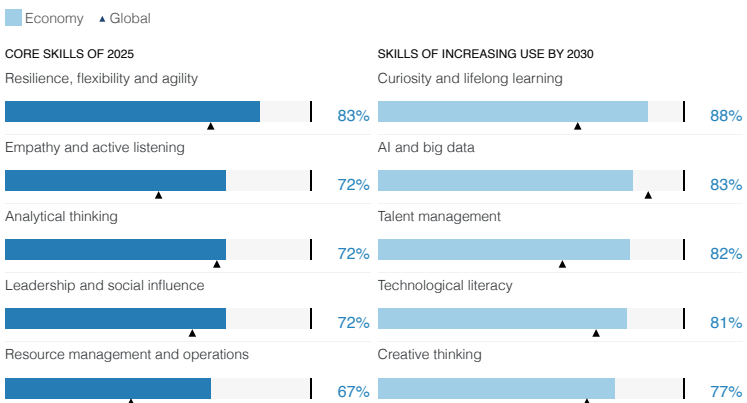 Economy ▲ Global
CORE SKILLS OF 2025
Resilience, flexibility and agility
83%
Empathy and active listening
72%
Analytical thinking
72%
Leadership and social influence
72%
Resource management and operations
67%
SKILLS OF INCREASING USE BY 2030
Curiosity and lifelong learning
88%
AI and big data
83%
Talent management
82%
Technological literacy
81%
Creative thinking
77%